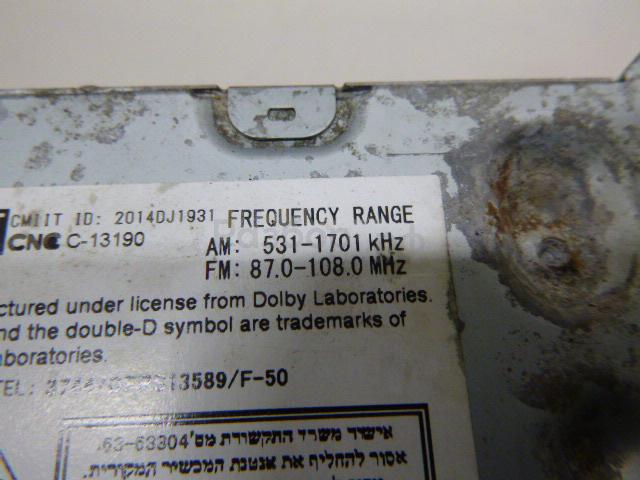 CMIIT ID: 2014DJ1931
CNC C-13190
FREQUENCY RANGE
AM: 531-1701 kHz
FM: 87.0-108.0 MHz
ctured under license from Dolby Laboratories.
nd the double-D symbol are trademarks of
aboratories.
TEL: 13589/F-50
אישור משרד התקשורת מס' 63-63304.
אסור להחליף את אנטנת המכשיר המקורית,